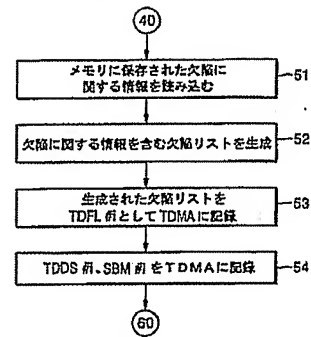 40
メモリに保存された欠陥に
関する情報を読み込む
51
欠陥に関する情報を含む欠陥リストを生成
52
生成された欠陥リストを
TDFL #iとしてTDMAに記録
53
TDDS #i、SBM #iをTDMAに記録
54
60